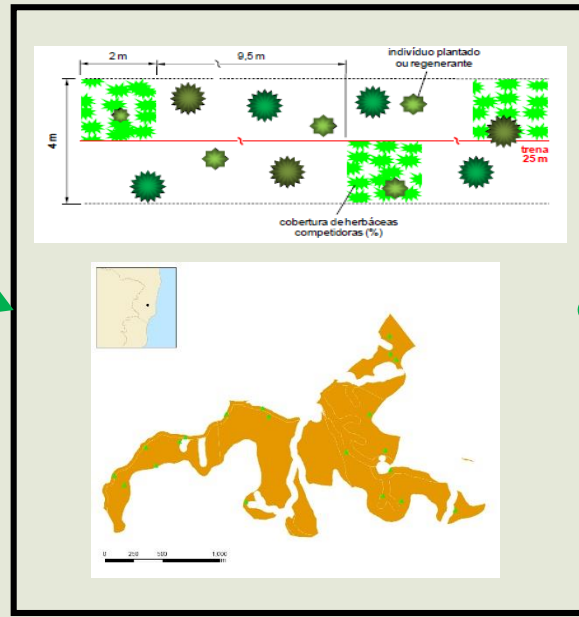 2 m
9,5 m
indivíduo plantado
ou regenerante
4 m
trena
25 m
cobertura de herbáceas
competidoras (%)
0 250 500 1.000